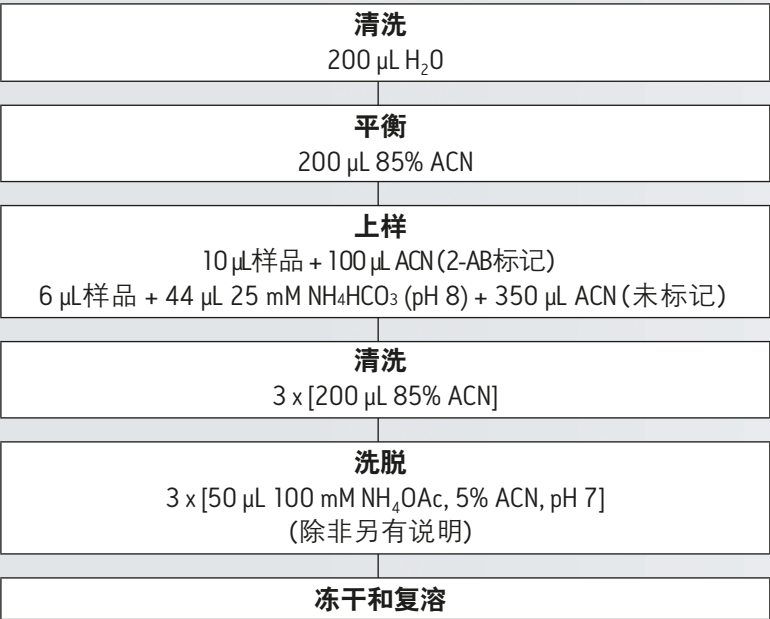 清洗
200 µL H₂O
平衡
200 µL 85% ACN
上样
10 µL样品 + 100 µL ACN (2-AB标记)
6 µL样品 + 44 µL 25 mM NH₄HCO₃ (pH 8) + 350 µL ACN (未标记)
清洗
3 x [200 µL 85% ACN]
洗脱
3 x [50 µL 100 mM NH₄OAc, 5% ACN, pH 7]
(除非另有说明)
冻干和复溶